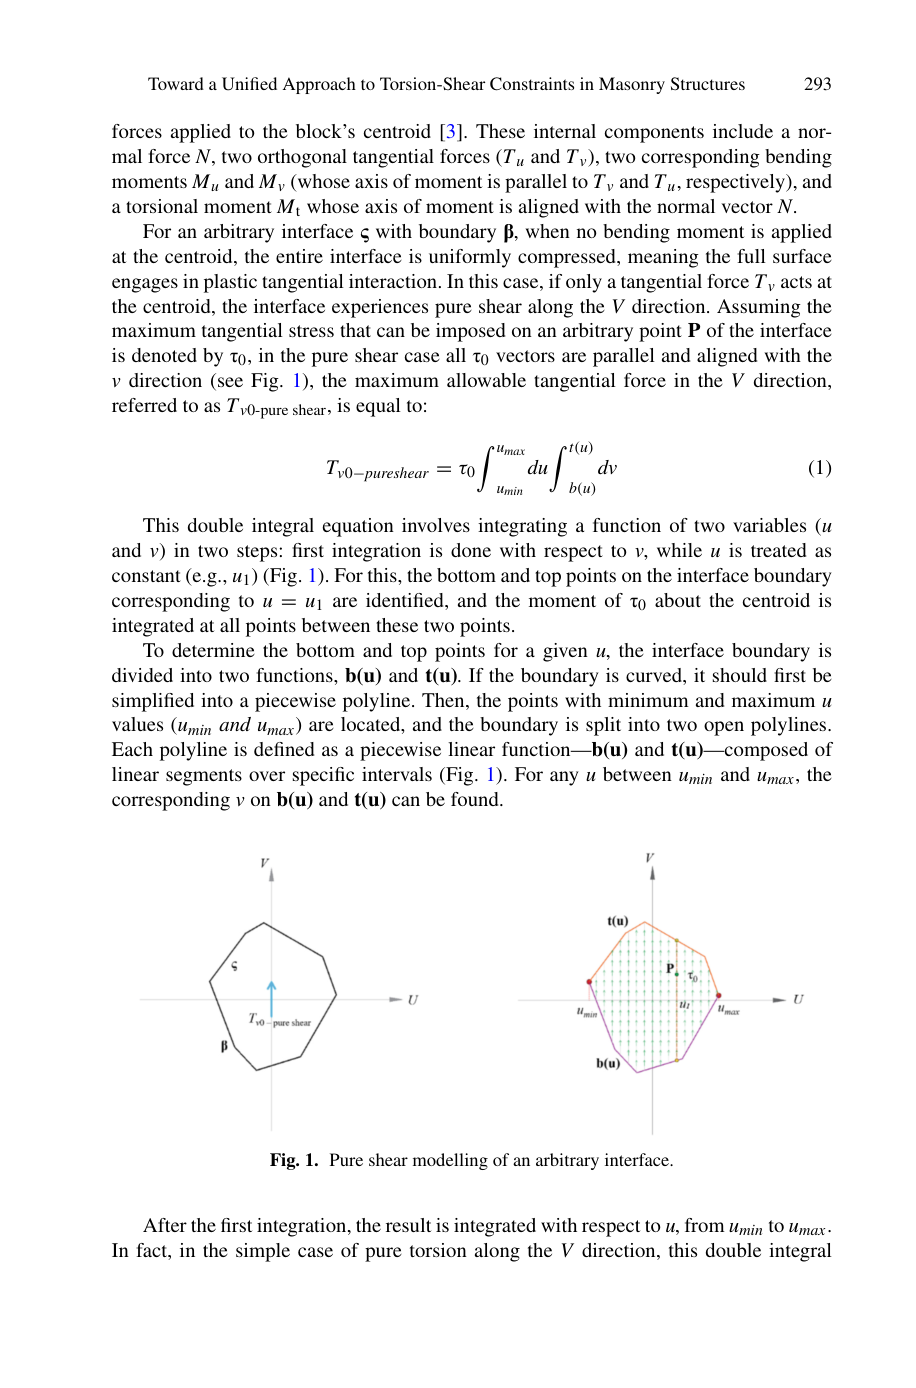 Toward a Unified Approach to Torsion-Shear Constraints in Masonry Structures 293
forces applied to the block's centroid [3]. These internal components include a nor-
mal force N, two orthogonal tangential forces (Tu and Tv), two corresponding bending
moments Mu and Mv (whose axis of moment is parallel to Tv and Tu, respectively), and
a torsional moment Mt whose axis of moment is aligned with the normal vector N.
For an arbitrary interface ς with boundary β, when no bending moment is applied
at the centroid, the entire interface is uniformly compressed, meaning the full surface
engages in plastic tangential interaction. In this case, if only a tangential force Tv acts at
the centroid, the interface experiences pure shear along the V direction. Assuming the
maximum tangential stress that can be imposed on an arbitrary point P of the interface
is denoted by τ0, in the pure shear case all τ0 vectors are parallel and aligned with the
v direction (see Fig. 1), the maximum allowable tangential force in the V direction,
referred to as Tv0-pure shear, is equal to:
Tv0−pureshear = τ0 ∫_{umin}^{umax} du ∫_{b(u)}^{t(u)} dv (1)
This double integral equation involves integrating a function of two variables (u
and v) in two steps: first integration is done with respect to v, while u is treated as
constant (e.g., u1) (Fig. 1). For this, the bottom and top points on the interface boundary
corresponding to u = u1 are identified, and the moment of τ0 about the centroid is
integrated at all points between these two points.
To determine the bottom and top points for a given u, the interface boundary is
divided into two functions, b(u) and t(u). If the boundary is curved, it should first be
simplified into a piecewise polyline. Then, the points with minimum and maximum u
values (umin and umax) are located, and the boundary is split into two open polylines.
Each polyline is defined as a piecewise linear function—b(u) and t(u)—composed of
linear segments over specific intervals (Fig. 1). For any u between umin and umax, the
corresponding v on b(u) and t(u) can be found.
V
ς
U
Tv0 – pure shear
β
V
t(u)
P
τ0
U
umin
u1
umax
b(u)
Fig. 1. Pure shear modelling of an arbitrary interface.
After the first integration, the result is integrated with respect to u, from umin to umax.
In fact, in the simple case of pure torsion along the V direction, this double integral